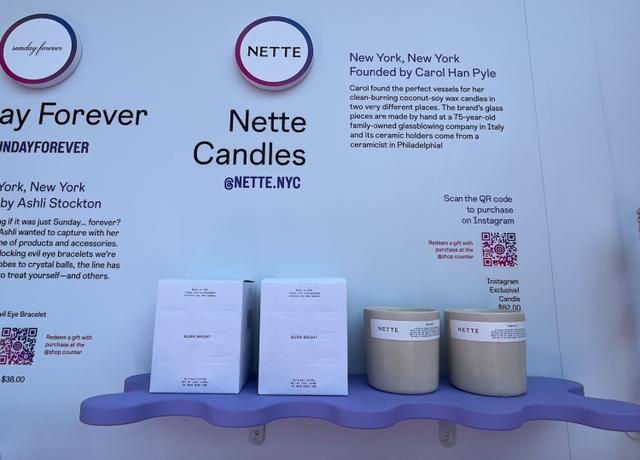 sunday forever
ay Forever
UNDAYFOREVER
York, New York
by Ashli Stockton
g if it was just Sunday... forever?
Ashli wanted to welcome
ne of products and accessories.
locking evil eye bracelets we're
obes to crystal balls, the line has
to treat yourself—and others.
vil Eye Bracelet
Redeem a gift with
purchase at the
@shop counter
$38.00
NETTE
Nette
Candles
@NETTE.NYC
New York, New York
Founded by Carol Han Pyle
Carol found the perfect vessels for her
clean-burning coconut-soy wax candles in
two very different places. The brand's glass
pieces are made by hand at a 75-year-old
family-owned glassblowing company in Italy
and its ceramic holders come from a
ceramicist in Philadelphia!
Scan the QR code
to purchase
on Instagram
Redeem a gift with
purchase at the
@shop counter
Instagram
Exclusive!
Candle
$82.00
BURN BRIGHT
BURN BRIGHT
NETTE
NETTE